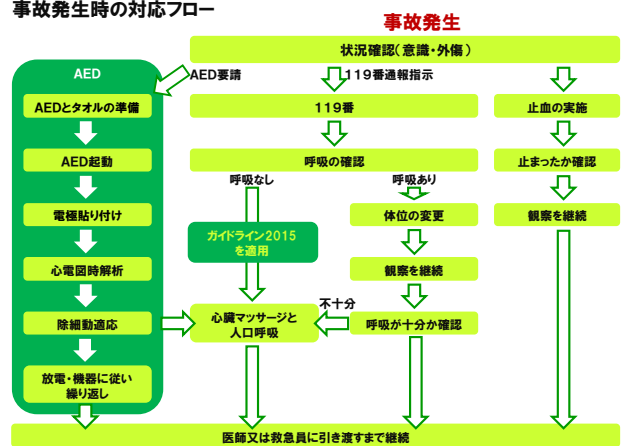 事故発生時の対応フロー
事故発生
状況確認(意識・外傷)
AED
AED要請
119番通報指示
AEDとタオルの準備
119番
止血の実施
AED起動
呼吸の確認
止まったか確認
呼吸なし
呼吸あり
電極貼り付け
体位の変更
観察を継続
ガイドライン2015
を適用
心電図時解析
観察を継続
不十分
除細動適応
心臓マッサージと
人口呼吸
呼吸が十分か確認
放電・機器に従い
繰り返し
医師又は救急員に引き渡すまで継続